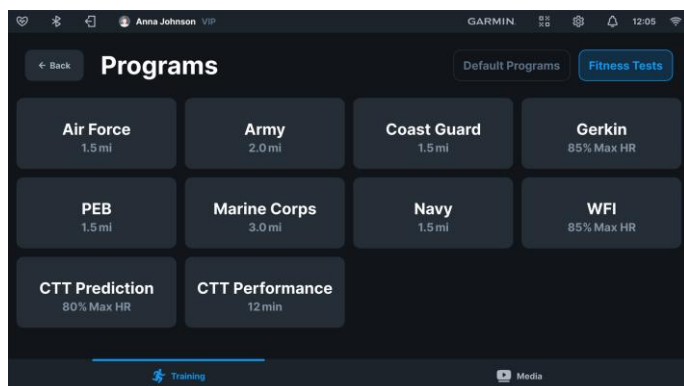 Anna Johnson VIP
GARMIN
12:05
← Back
Programs
Default Programs
Fitness Tests
Air Force
1.5 mi
Army
2.0 mi
Coast Guard
1.5 mi
Gerkin
85% Max HR
PEB
1.5 mi
Marine Corps
3.0 mi
Navy
1.5 mi
WFI
85% Max HR
CTT Prediction
80% Max HR
CTT Performance
12 min
Training
Media